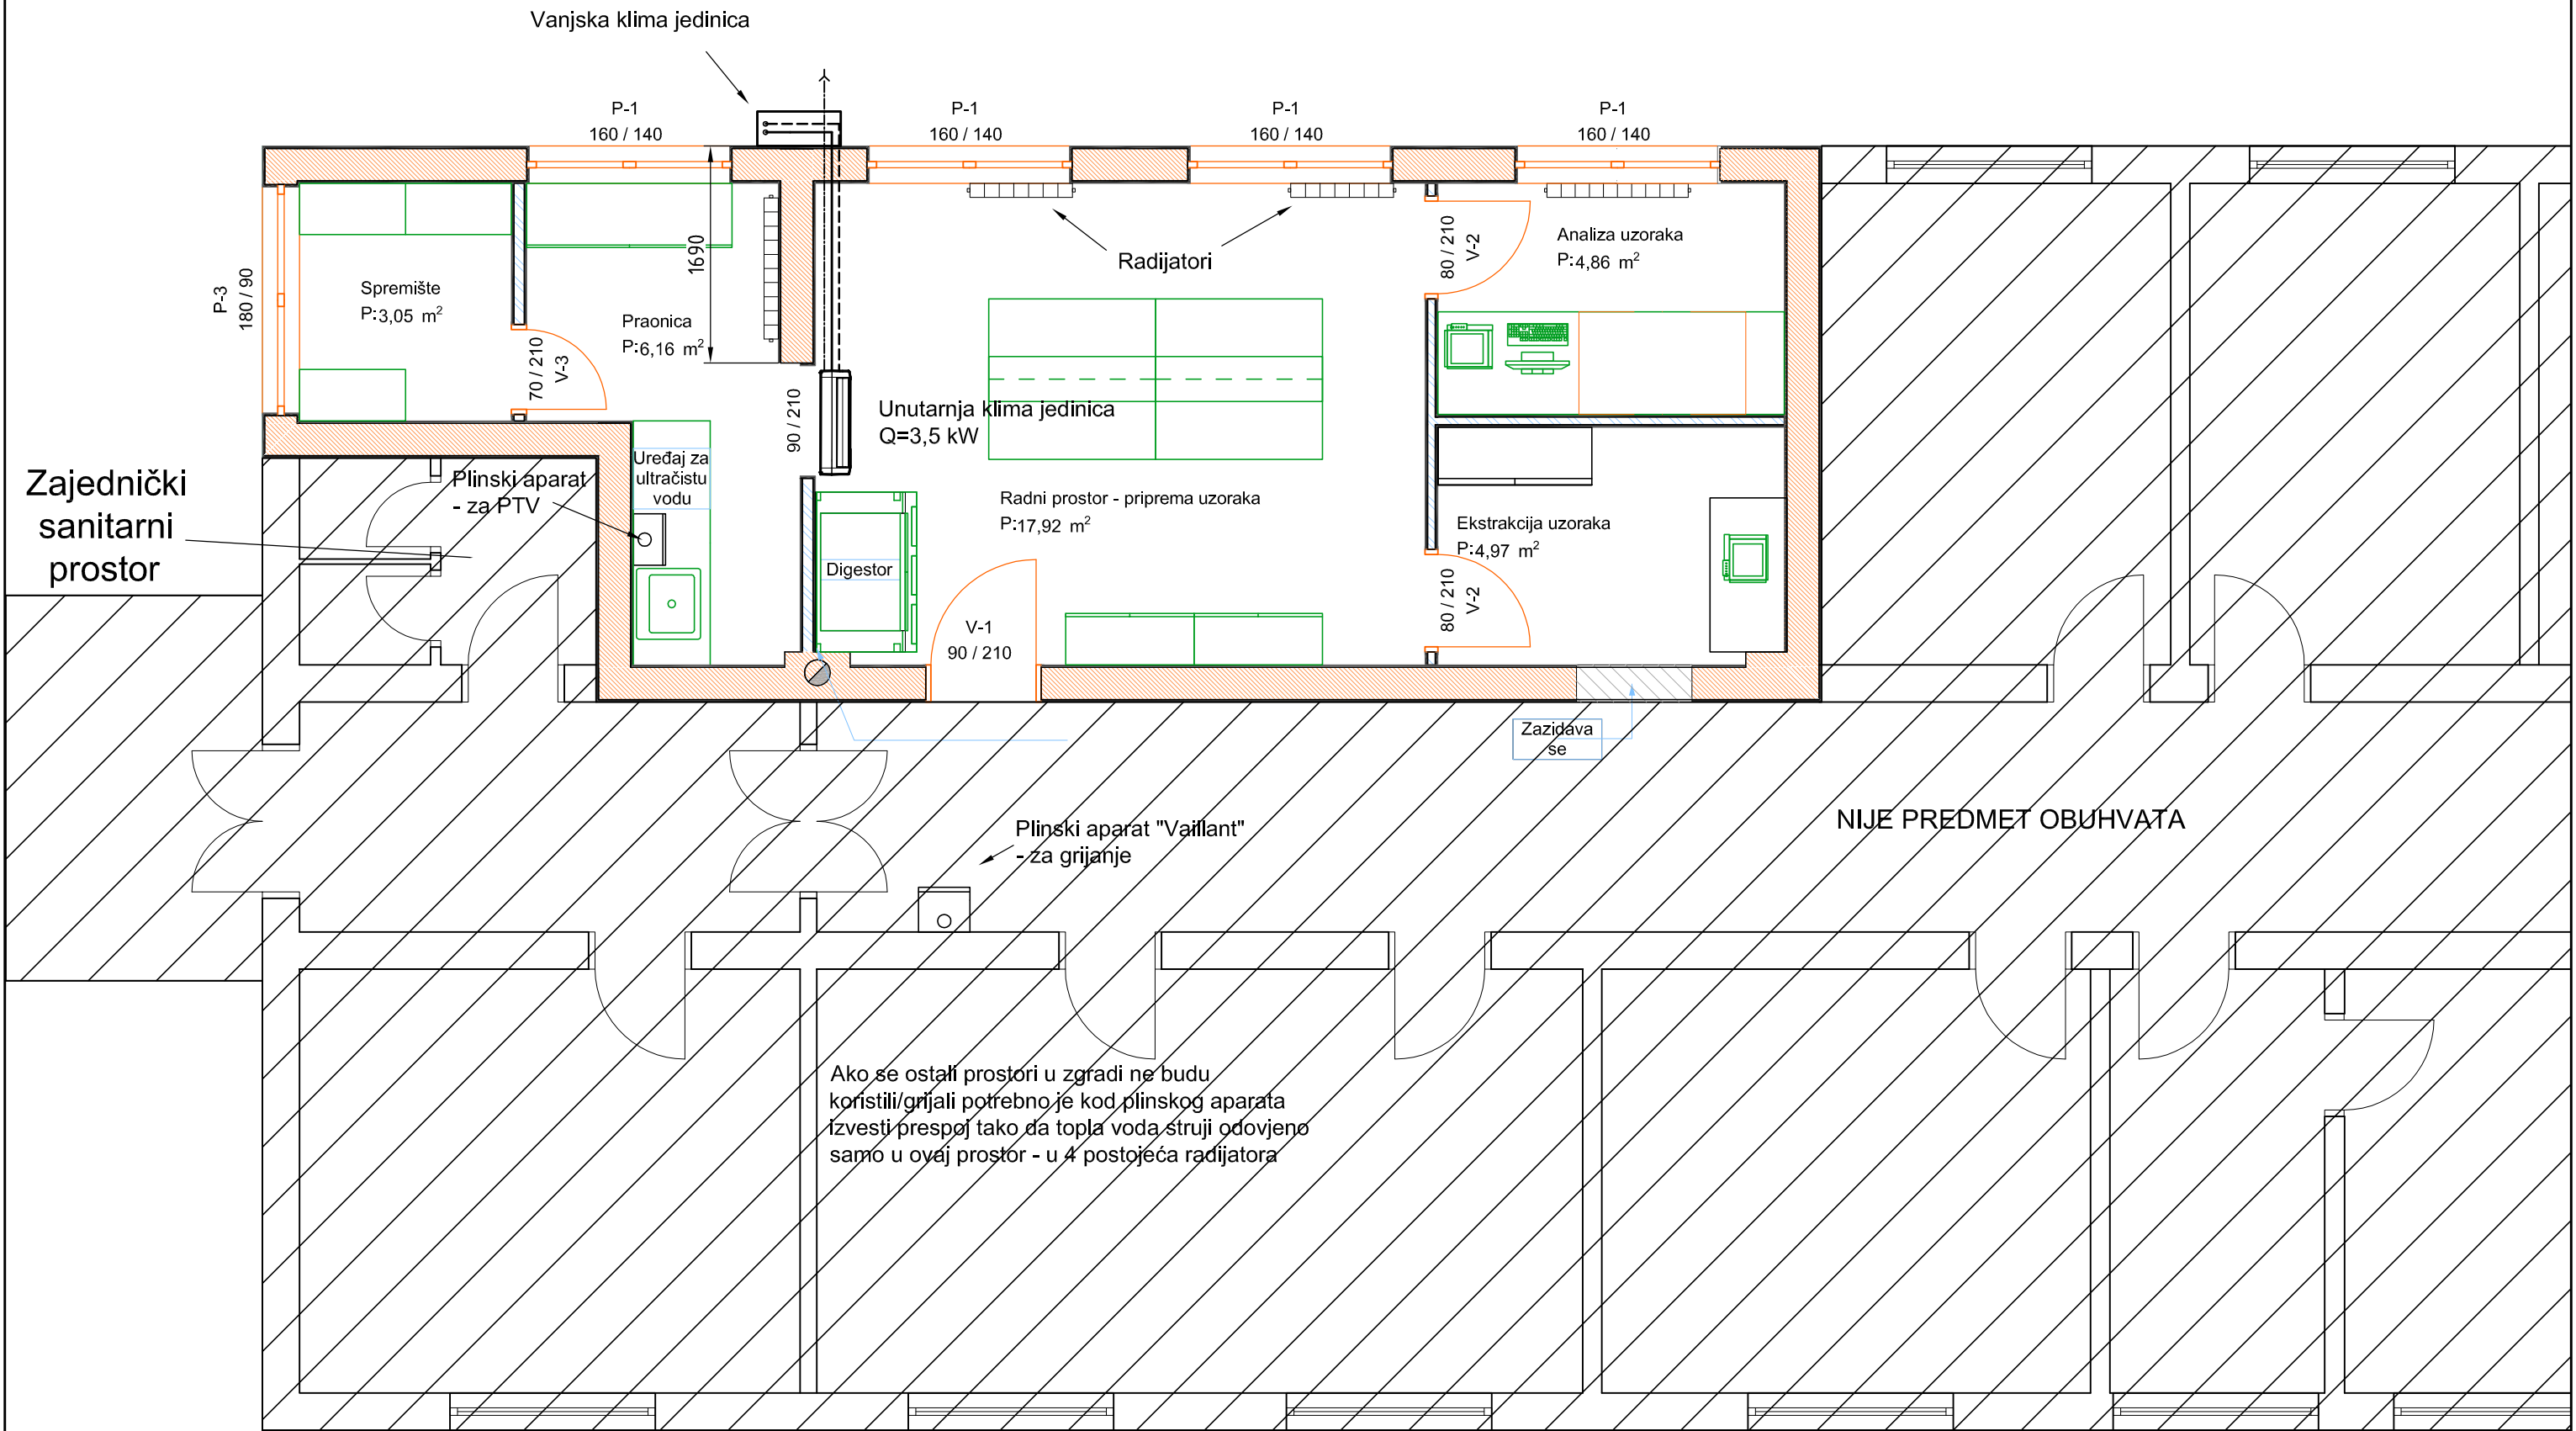 Vanjska klima jedinica
P-1
160 / 140
P-1
160 / 140
P-1
160 / 140
P-1
160 / 140
P-3
180 / 90
Spremište
P:3,05 m²
70 / 210
V-3
Praonica
P:6,16 m²
1690
90 / 210
Radijatori
Unutarnja klima jedinica
Q=3,5 kW
80 / 210
V-2
Analiza uzoraka
P:4,86 m²
Zajednički
sanitarni
prostor
Plinski aparat
- za PTV
Uređaj za
ultračistu
vodu
Digestor
Radni prostor - priprema uzoraka
P:17,92 m²
V-1
90 / 210
Ekstrakcija uzoraka
P:4,97 m²
80 / 210
V-2
Zazidava
se
Plinski aparat "Vaillant"
- za grijanje
NIJE PREDMET OBUHVATA
Ako se ostali prostori u zgradi ne budu
koristili/grijali potrebno je kod plinskog aparata
izvesti prespoj tako da topla voda struji odovjeno
samo u ovaj prostor - u 4 postojeća radijatora